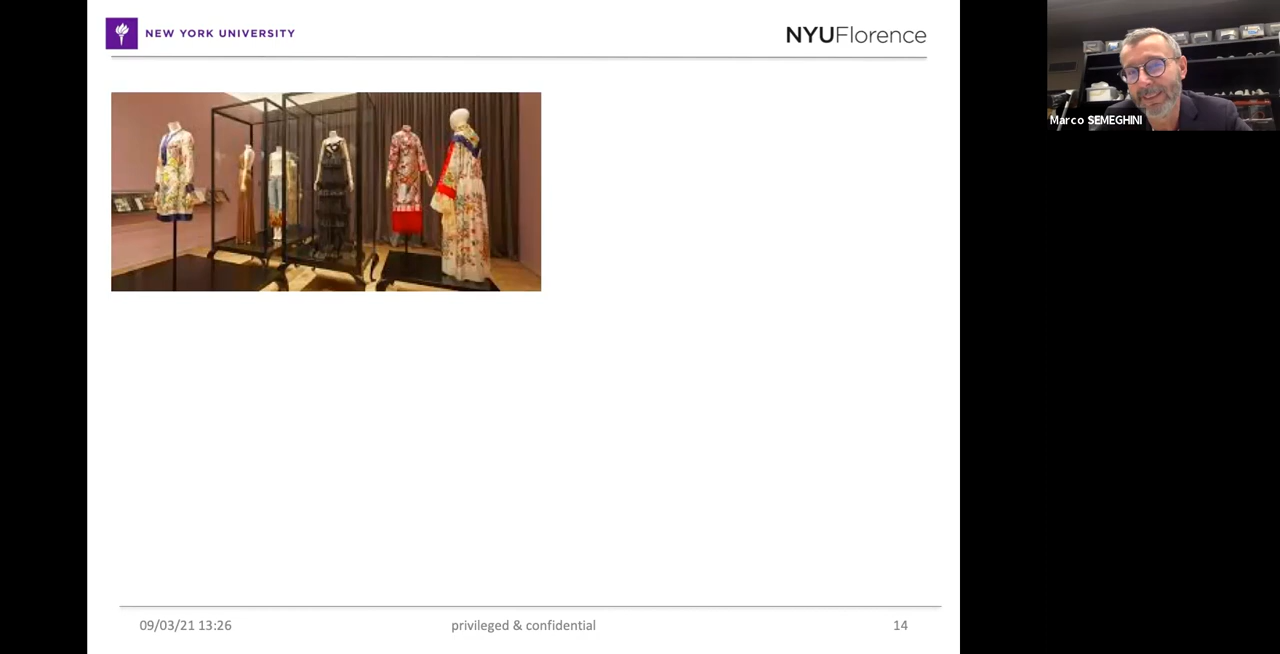 NEW YORK UNIVERSITY
NYUFlorence
Marco SEMEGHINI
09/03/21 13:26
privileged & confidential
14